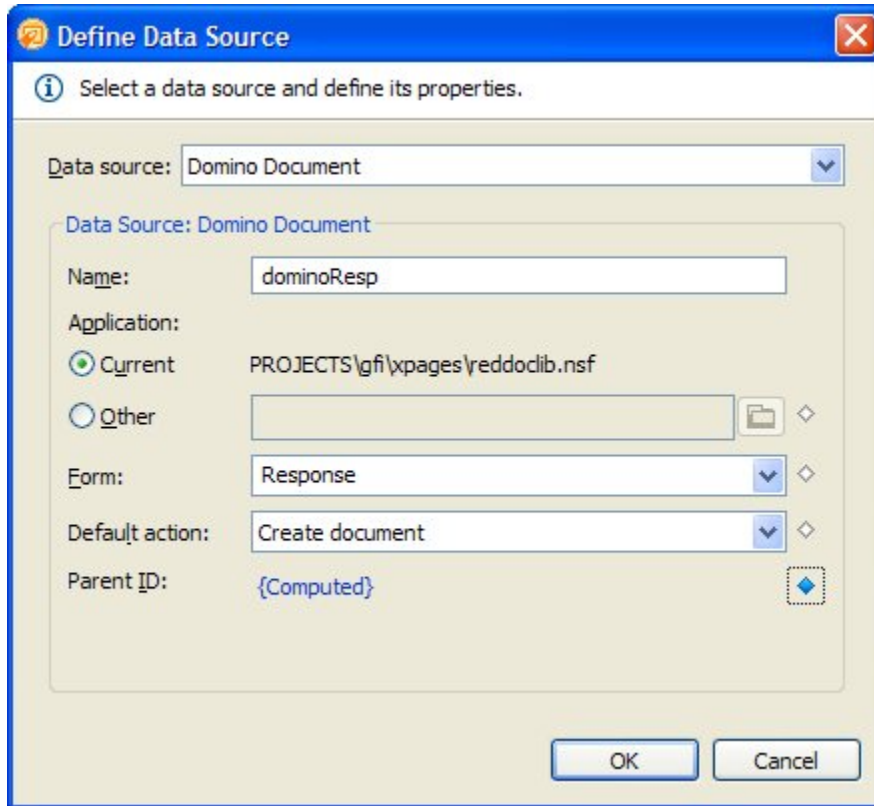 Define Data Source
Select a data source and define its properties.
Data source: Domino Document
Data Source: Domino Document
Name: dominoResp
Application:
Current PROJECTS\gfi\xpages\reddoclib.nsf
Other
Form: Response
Default action: Create document
Parent ID: {Computed}
OK Cancel